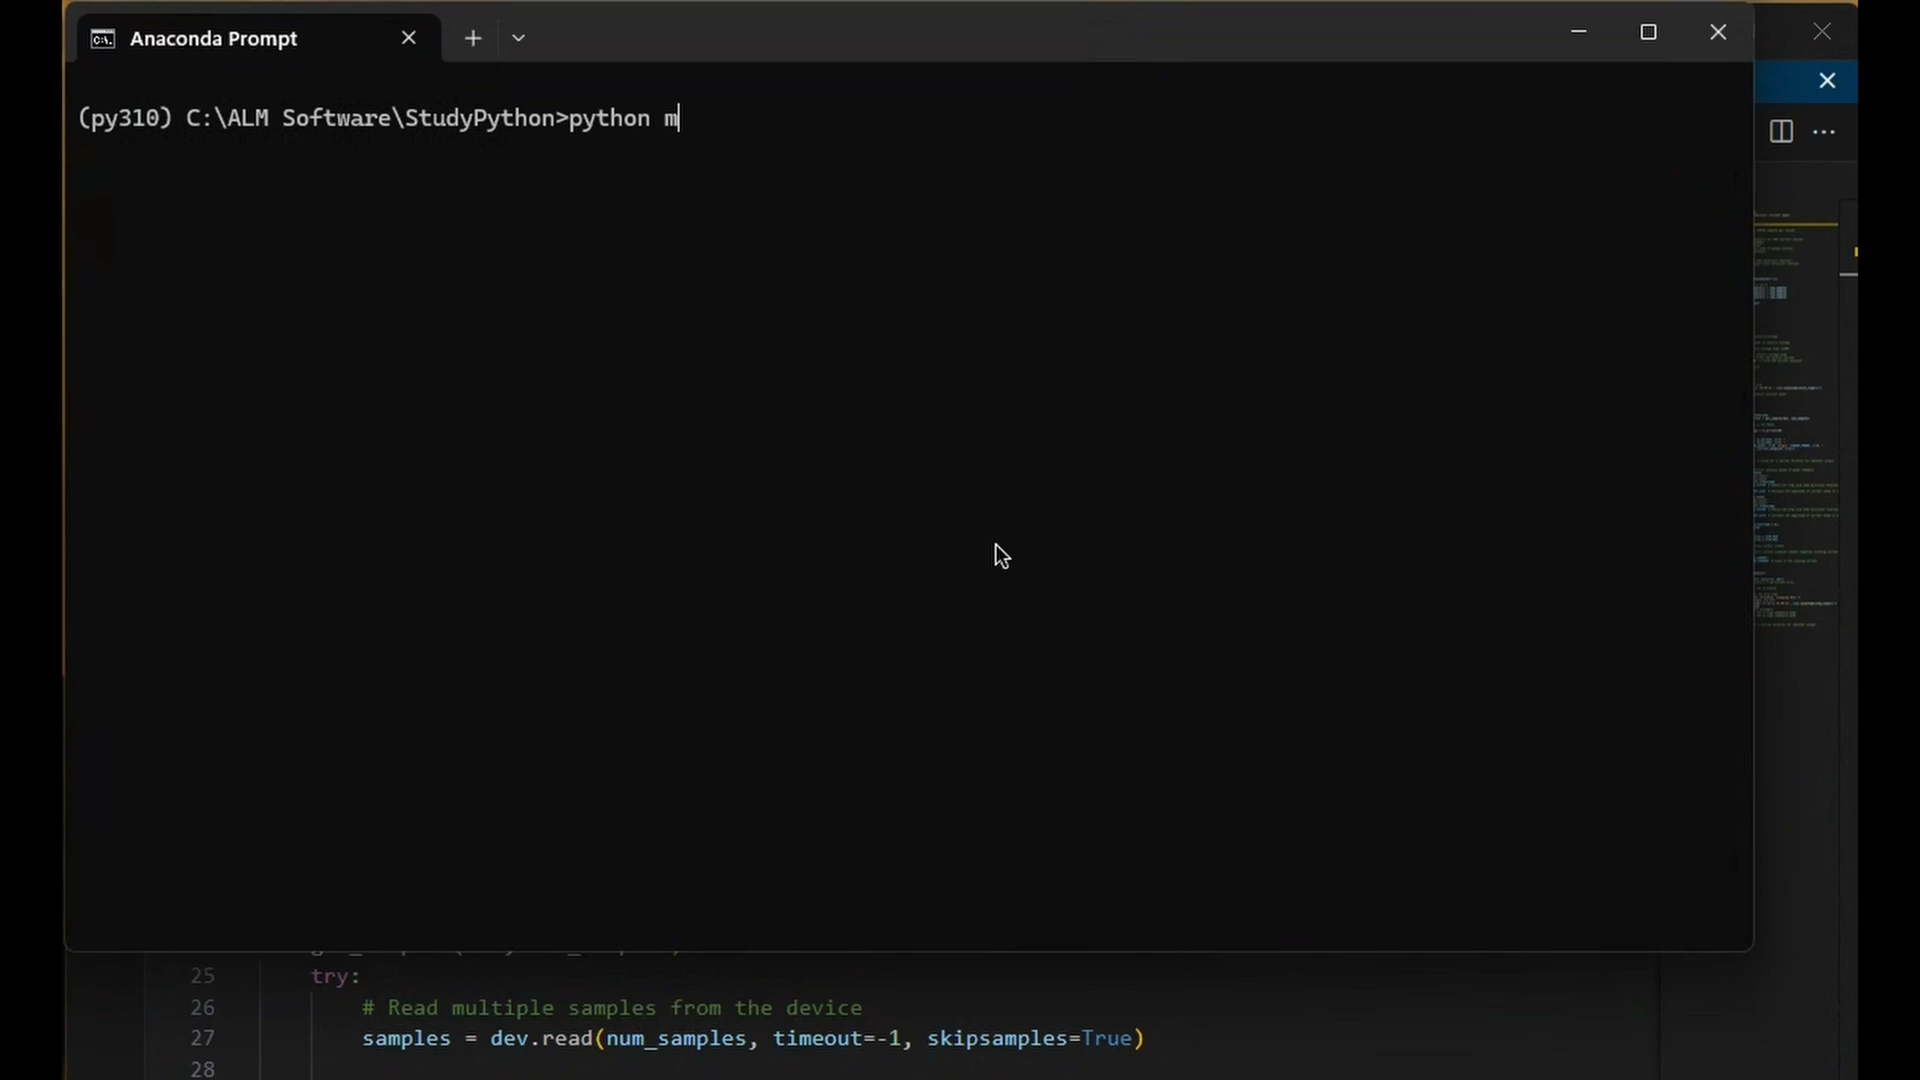 Anaconda Prompt
(py310) C:\ALM Software\StudyPython>python m
25 try:
26 # Read multiple samples from the device
27 samples = dev.read(num_samples, timeout=-1, skipsamples=True)
28